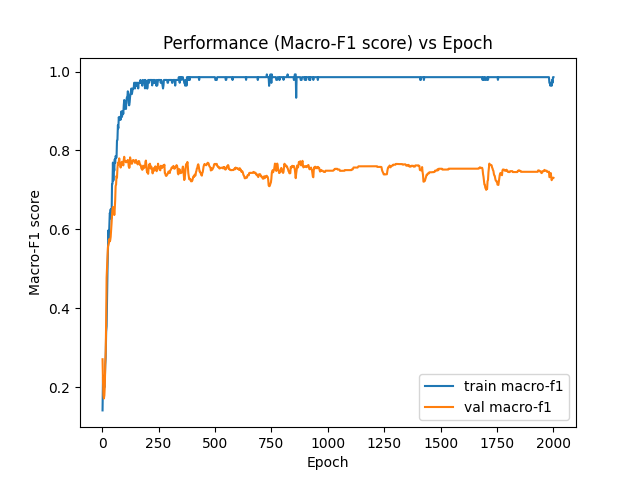 Performance (Macro-F1 score) vs Epoch
1.0
0.8
0.6
0.4
0.2
Macro-F1 score
0 250 500 750 1000 1250 1500 1750 2000
Epoch
train macro-f1
val macro-f1